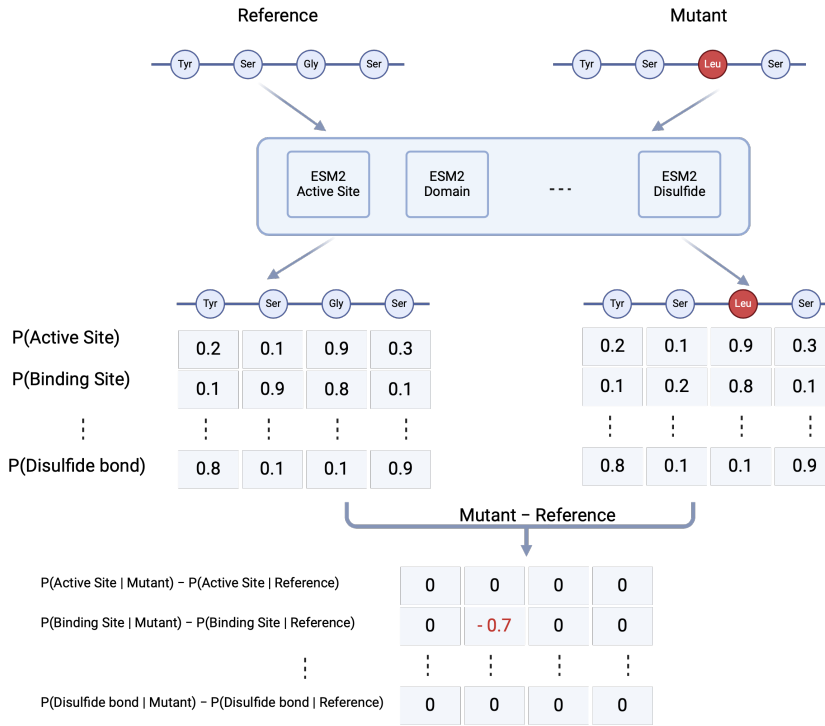 Reference Mutant
Tyr Ser Gly Ser Tyr Ser Leu Ser
ESM2 ESM2 ESM2
Active Site Domain --- Disulfide
Tyr Ser Gly Ser Tyr Ser Leu Ser
P(Active Site) 0.2 0.1 0.9 0.3 0.2 0.1 0.9 0.3
P(Binding Site) 0.1 0.9 0.8 0.1 0.1 0.2 0.8 0.1
P(Disulfide bond) 0.8 0.1 0.1 0.9 0.8 0.1 0.1 0.9
Mutant − Reference
P(Active Site | Mutant) − P(Active Site | Reference) 0 0 0 0
P(Binding Site | Mutant) − P(Binding Site | Reference) 0 - 0.7 0 0
P(Disulfide bond | Mutant) − P(Disulfide bond | Reference) 0 0 0 0